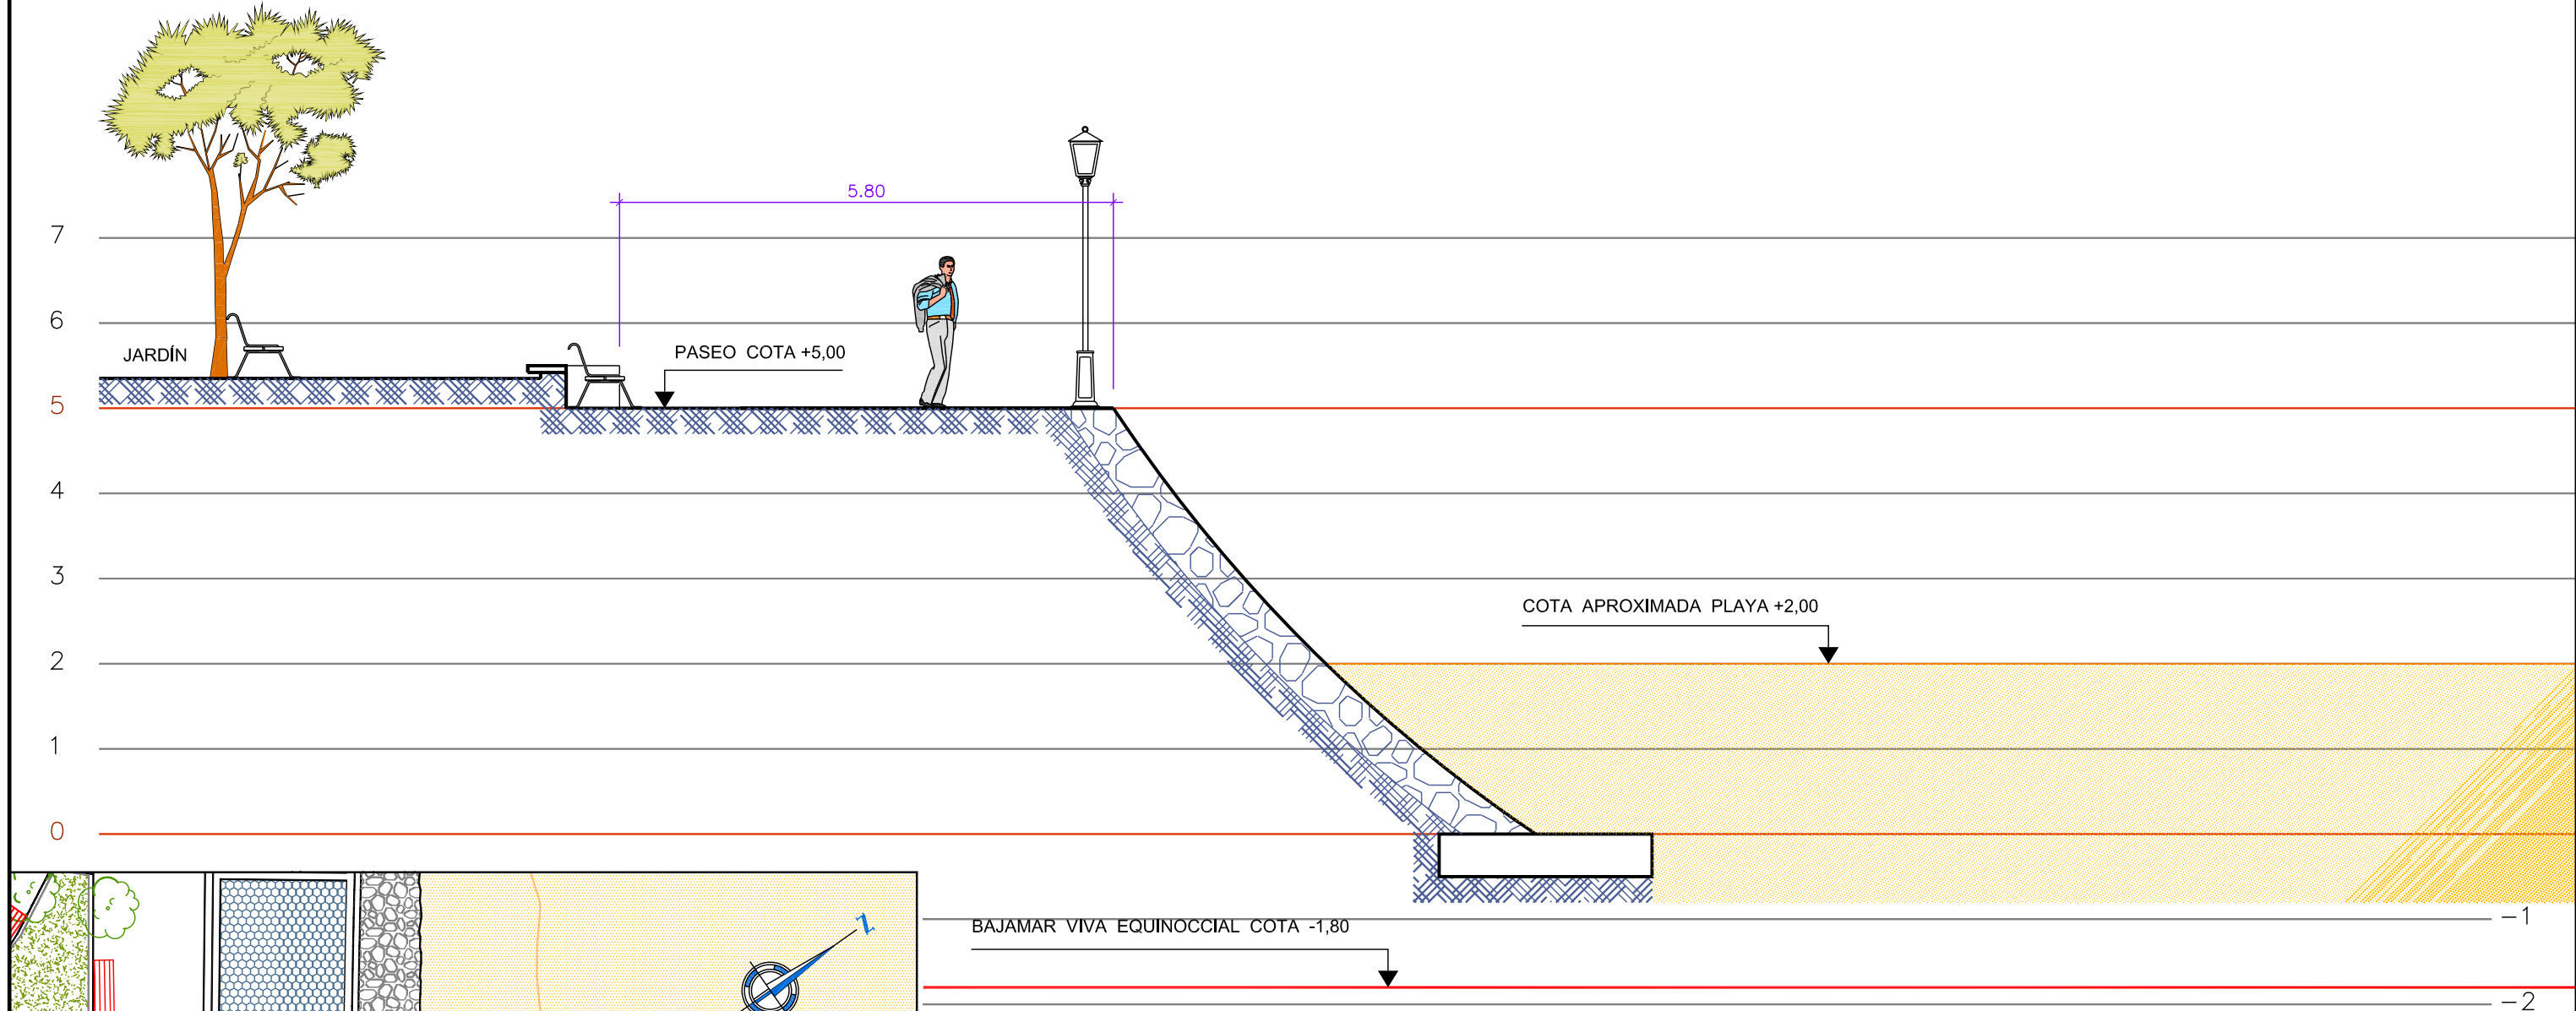 5.80
7
6
JARDÍN
PASEO COTA +5,00
5
4
3
COTA APROXIMADA PLAYA +2,00
2
1
0
-1
BAJAMAR VIVA EQUINOCCIAL COTA -1,80
N
-2